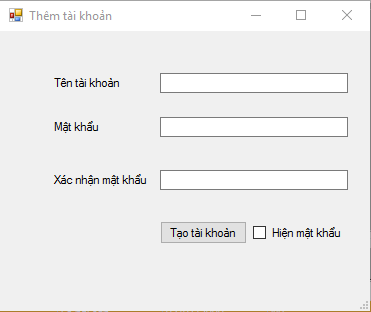 Thêm tài khoản
Tên tài khoản
Mật khẩu
Xác nhận mật khẩu
Tạo tài khoản Hiện mật khẩu